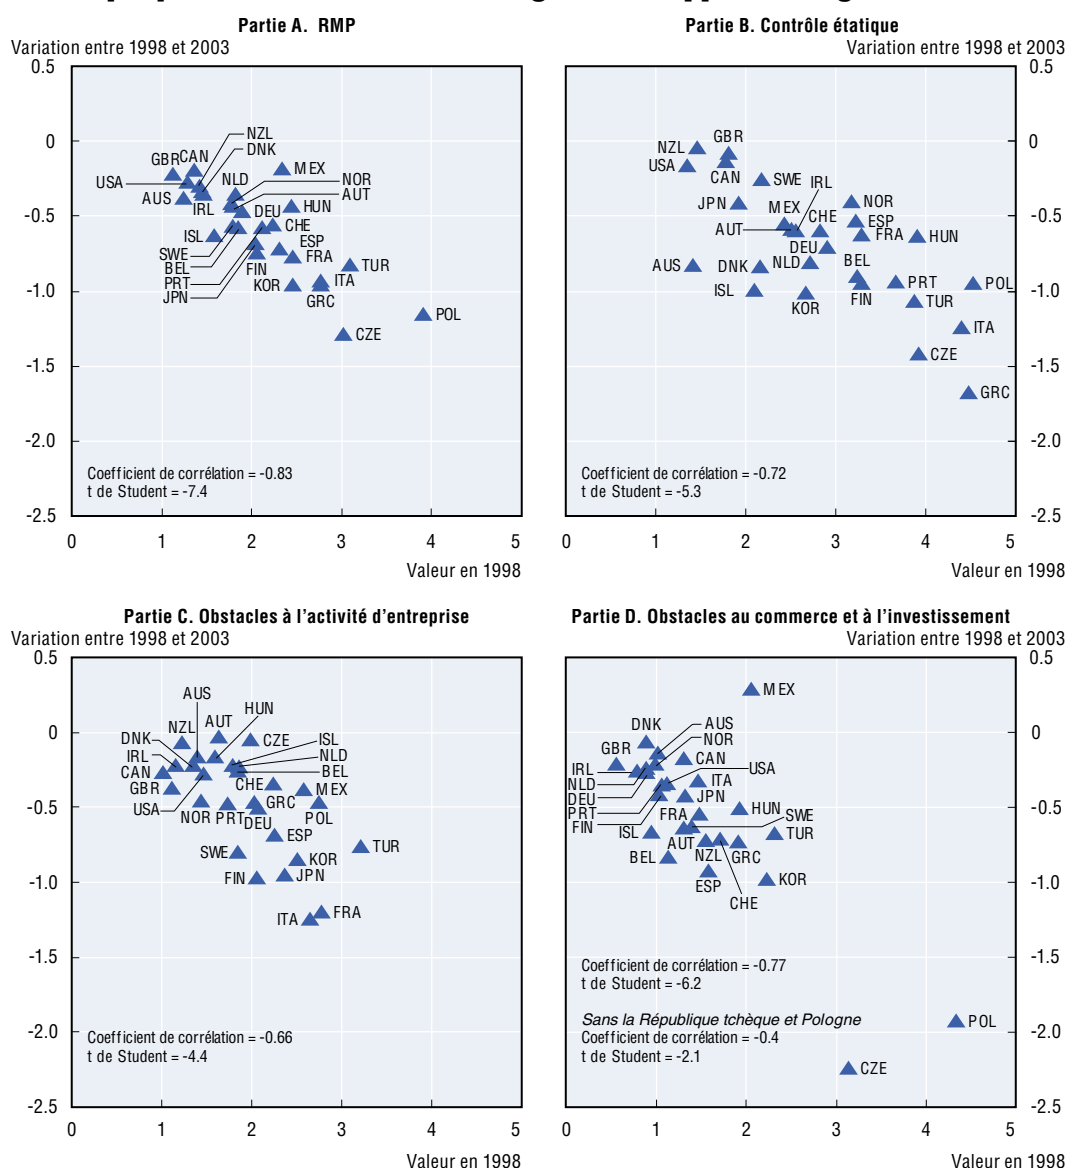 Partie A. RMP
Variation entre 1998 et 2003
0.5
0
-0.5
-1.0
-1.5
-2.0
-2.5
NZL
DNK
GBR
CAN
USA
NLD
MEX
NOR
AUT
AUS
IRL
DEU
HUN
ISL
CHE
SWE
ESP
BEL
FRA
PRT
FIN
TUR
JPN
KOR
ITA
GRC
POL
CZE
Coefficient de corrélation = -0.83
t de Student = -7.4
0 1 2 3 4 5
Valeur en 1998
Partie B. Contrôle étatique
Variation entre 1998 et 2003
0.5
0
-0.5
-1.0
-1.5
-2.0
-2.5
GBR
NZL
USA
CAN
SWE
IRL
JPN
MEX
NOR
AUT
CHE
ESP
FRA
HUN
DEU
AUS
DNK
NLD
BEL
ISL
PRT
POL
KOR
FIN
TUR
ITA
CZE
GRC
Coefficient de corrélation = -0.72
t de Student = -5.3
0 1 2 3 4 5
Valeur en 1998
Partie C. Obstacles à l'activité d'entreprise
Variation entre 1998 et 2003
0.5
0
-0.5
-1.0
-1.5
-2.0
-2.5
AUS
HUN
NZL
AUT
DNK
CZE
ISL
IRL
NLD
CAN
BEL
GBR
CHE
MEX
USA
GRC
NOR
PRT
POL
DEU
ESP
SWE
TUR
KOR
FIN
JPN
ITA
FRA
Coefficient de corrélation = -0.66
t de Student = -4.4
0 1 2 3 4 5
Valeur en 1998
Partie D. Obstacles au commerce et à l'investissement
Variation entre 1998 et 2003
0.5
0
-0.5
-1.0
-1.5
-2.0
-2.5
MEX
DNK
AUS
NOR
GBR
CAN
IRL
USA
NLD
ITA
DEU
JPN
PRT
HUN
FRA
SWE
FIN
ISL
TUR
AUT
BEL
NZL
GRC
ESP
KOR
CHE
Coefficient de corrélation = -0.77
t de Student = -6.2
Sans la République tchèque et Pologne
Coefficient de corrélation = -0.4
t de Student = -2.1
POL
CZE
0 1 2 3 4 5
Valeur en 1998